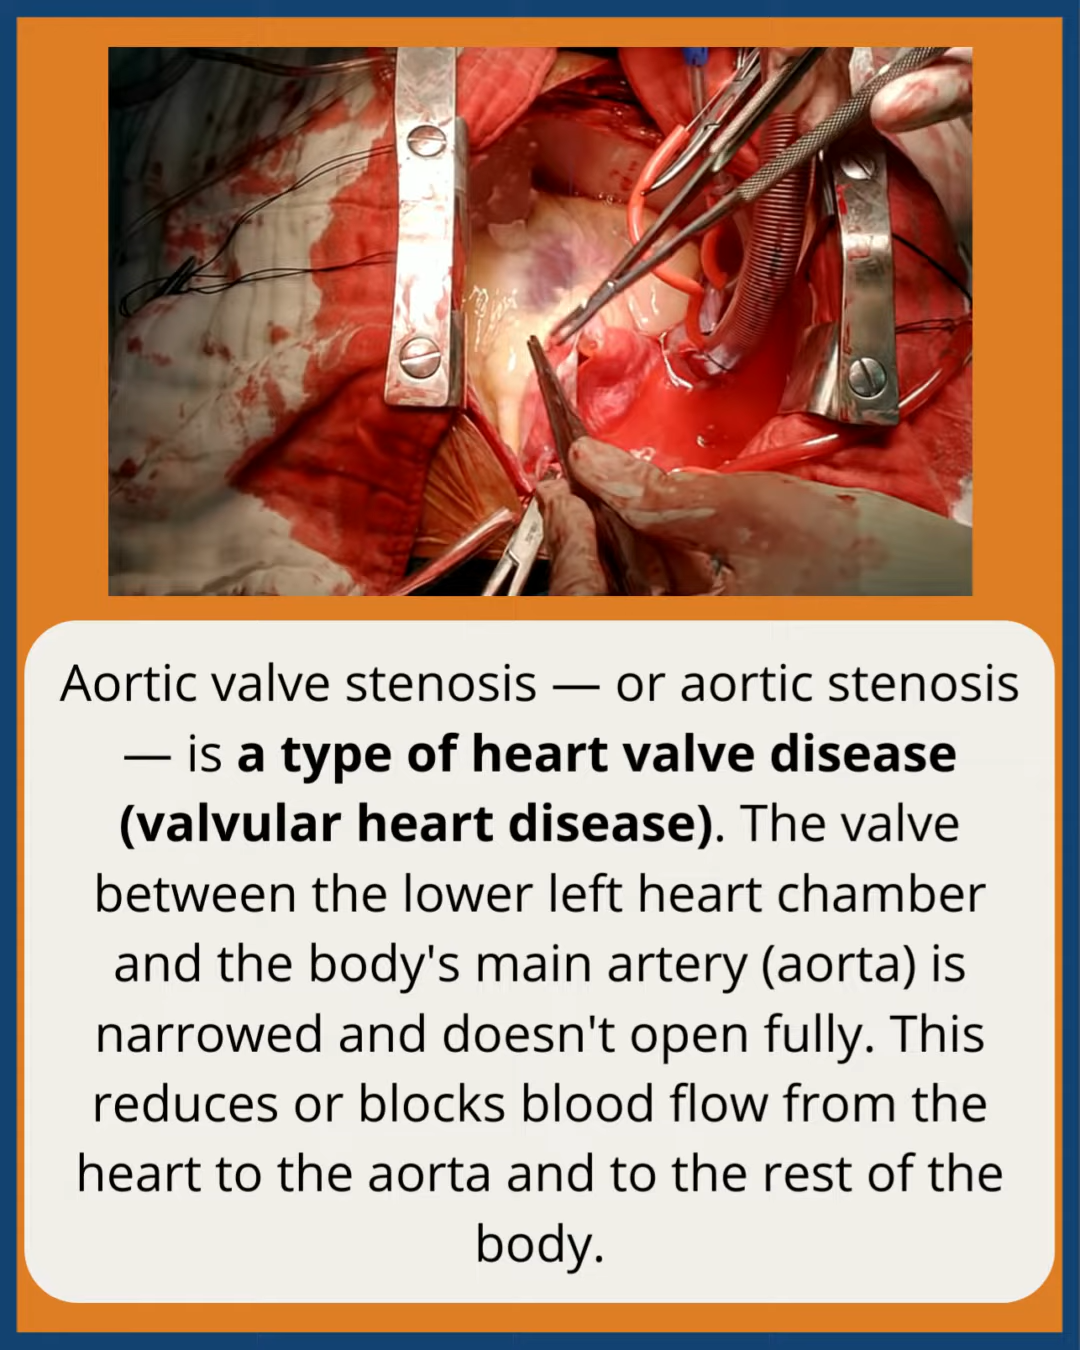 Aortic valve stenosis — or aortic stenosis
— is a type of heart valve disease
(valvular heart disease). The valve
between the lower left heart chamber
and the body's main artery (aorta) is
narrowed and doesn't open fully. This
reduces or blocks blood flow from the
heart to the aorta and to the rest of the
body.